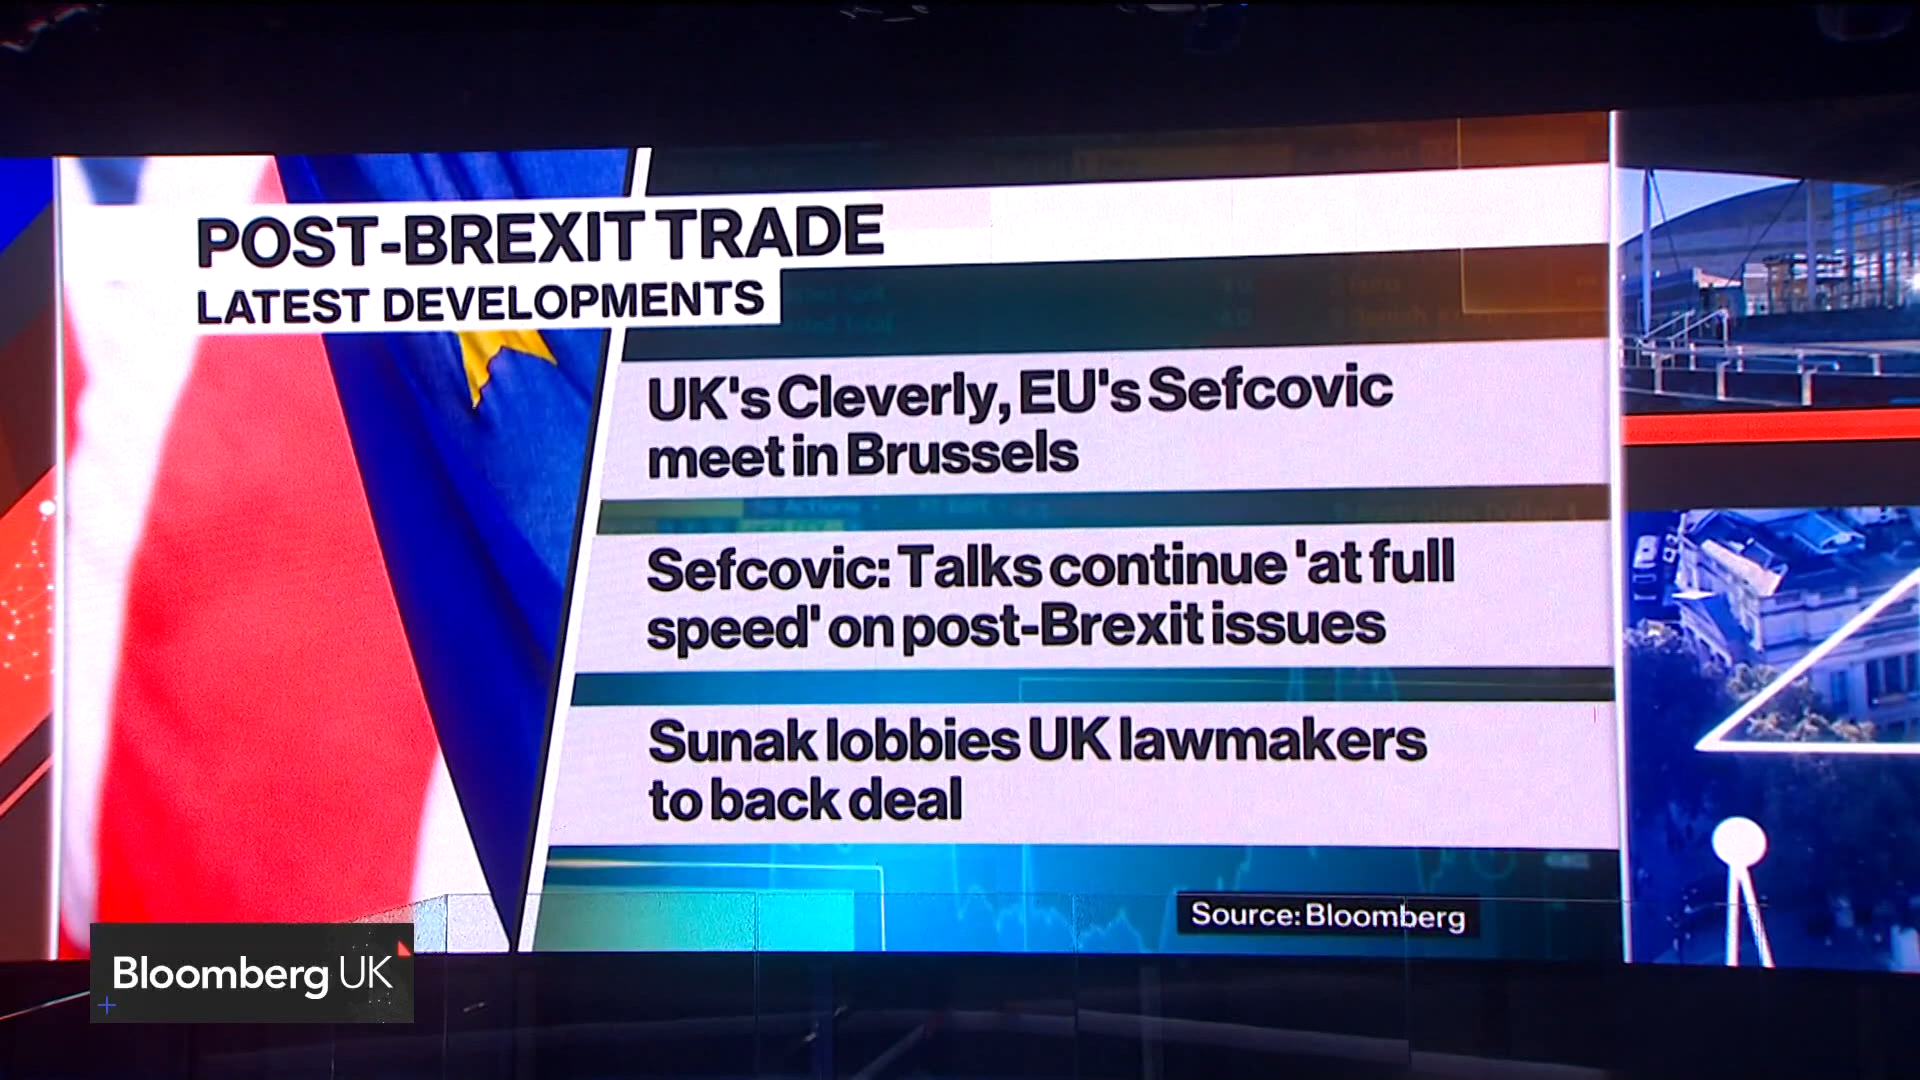 POST-BREXIT TRADE
LATEST DEVELOPMENTS
UK's Cleverly, EU's Sefcovic
meet in Brussels
Sefcovic: Talks continue 'at full
speed' on post-Brexit issues
Sunak lobbies UK lawmakers
to back deal
Source: Bloomberg
Bloomberg UK